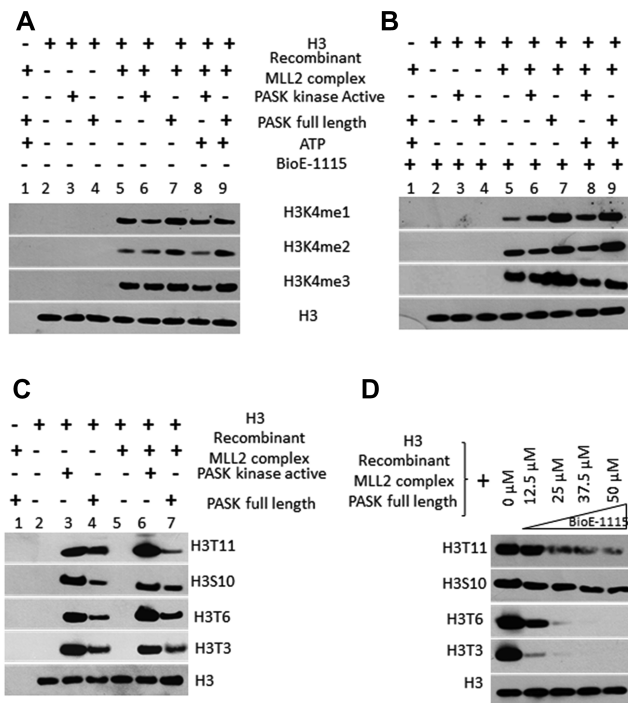 A
- + + + + + + + + H3
Recombinant
+ - - - + + + + + MLL2 complex
- - + - - + - + - PASK kinase Active
+ - - + - - + - + PASK full length
+ - - - - - - + + ATP
- - - - - - - - - BioE-1115
1 2 3 4 5 6 7 8 9
H3K4me1
H3K4me2
H3K4me3
H3
B
- + + + + + + + +
+ - - - + + + + +
- - + - - + - + -
+ - - + - - + - +
+ - - - - - - + +
+ + + + + + + + +
1 2 3 4 5 6 7 8 9
C
- + + + + + + H3
Recombinant
+ - - - + + + MLL2 complex
- - + - - + - PASK kinase active
+ - - + - - + PASK full length
1 2 3 4 5 6 7
H3T11
H3S10
H3T6
H3T3
H3
D
H3
Recombinant
MLL2 complex
PASK full length
+
0 µM
12.5 µM
25 µM
37.5 µM
50 µM
BioE-1115
H3T11
H3S10
H3T6
H3T3
H3